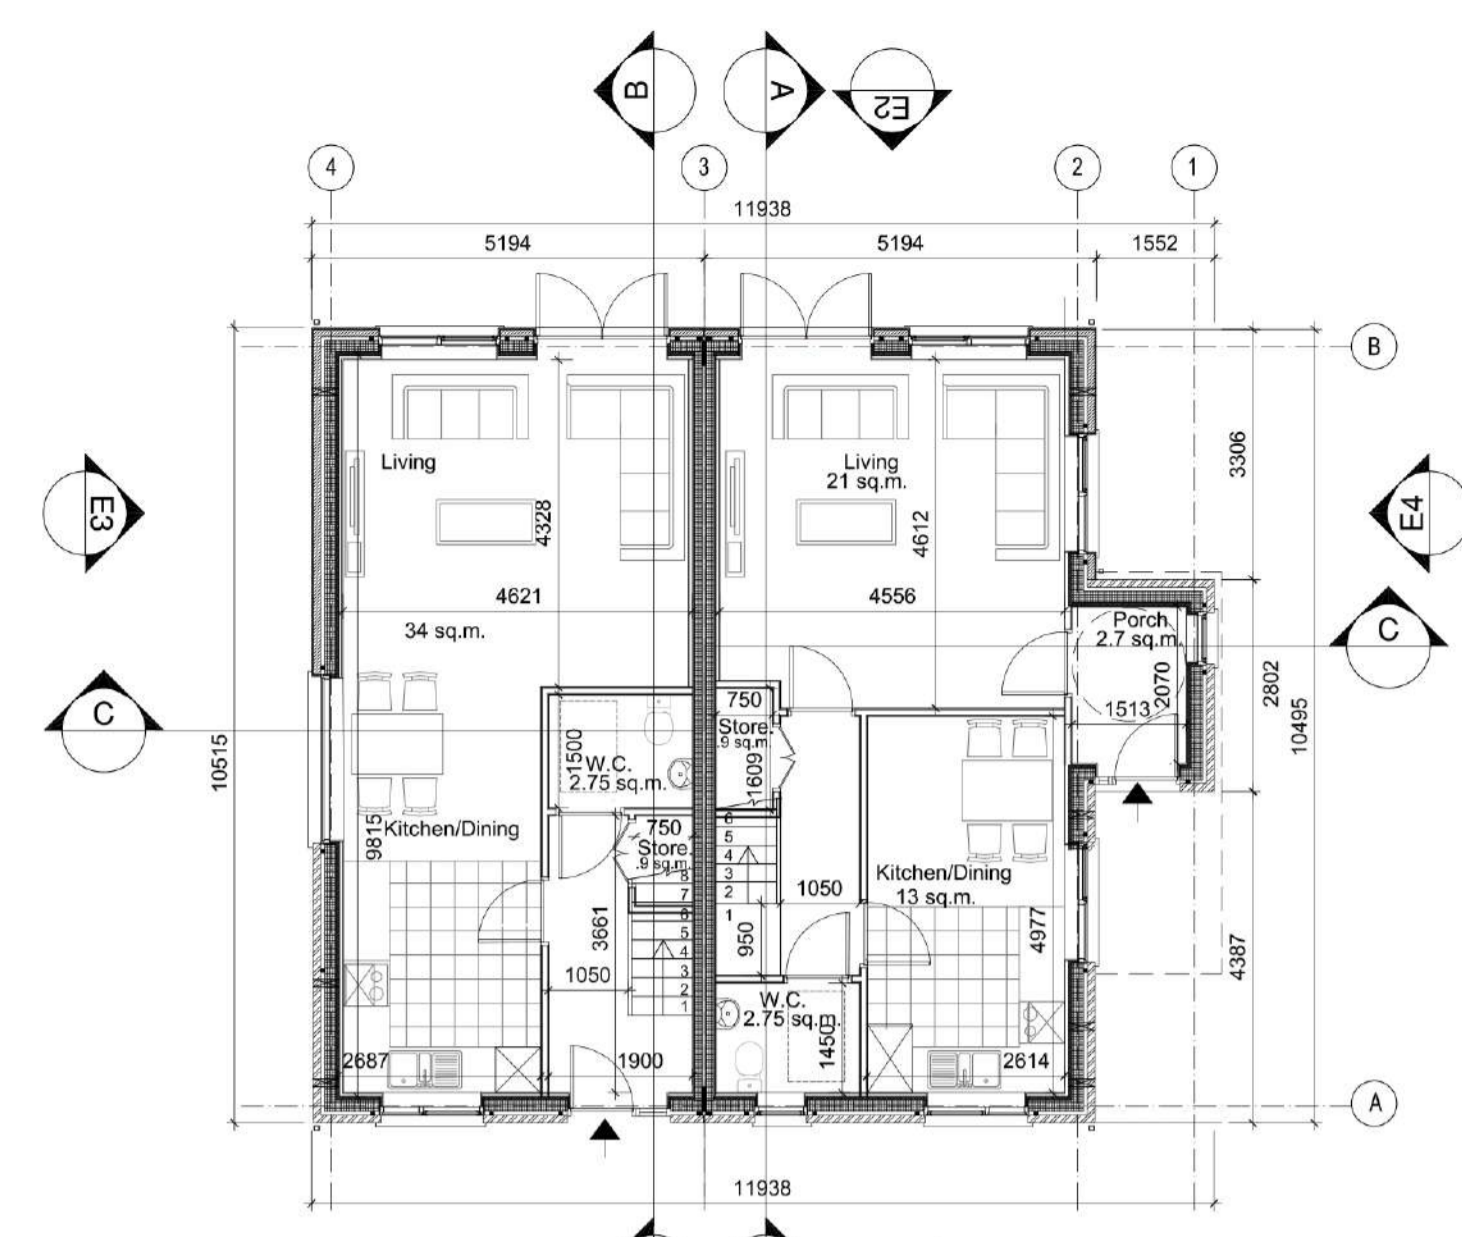 B
A
E2
4
3
2
1
11938
5194
5194
1552
B
Living
Living
21 sq.m.
3306
E3
4328
4612
E4
4621
4556
34 sq.m.
Porch
2.7 sq.m.
C
2070
2802
1513
10495
C
10515
750
Store.
.9 sq.m.
1500
W.C.
2.75 sq.m.
1609
9815
Kitchen/Dining
750
Store.
.9 sq.m.
8
7
6
5
4
3
2
1
6
5
4
3
2
1
1050
Kitchen/Dining
13 sq.m.
3661
950
4977
4387
1050
W.C.
2.75 sq.m.
1450
2687
1900
2614
A
11938